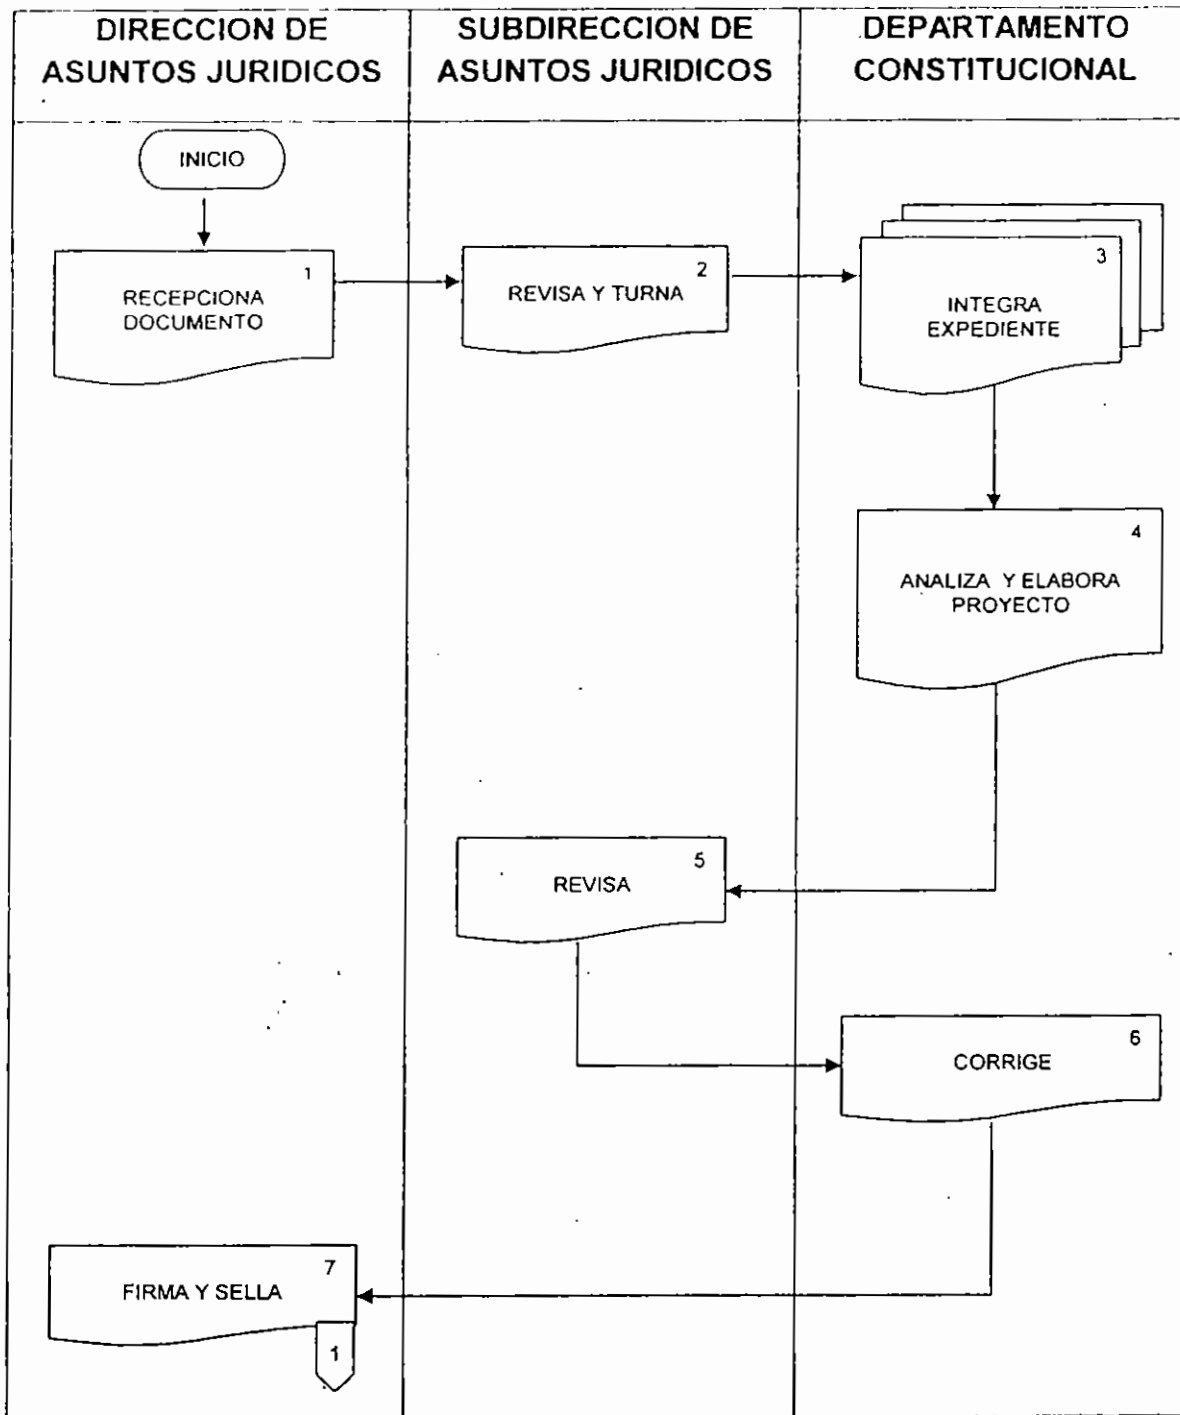 DIRECCION DE
ASUNTOS JURIDICOS
SUBDIRECCION DE
ASUNTOS JURIDICOS
DEPARTAMENTO
CONSTITUCIONAL
INICIO
1
RECEPCIONA
DOCUMENTO
2
REVISA Y TURNA
3
INTEGRA
EXPEDIENTE
4
ANALIZA Y ELABORA
PROYECTO
5
REVISA
6
CORRIGE
7
FIRMA Y SELLA
1